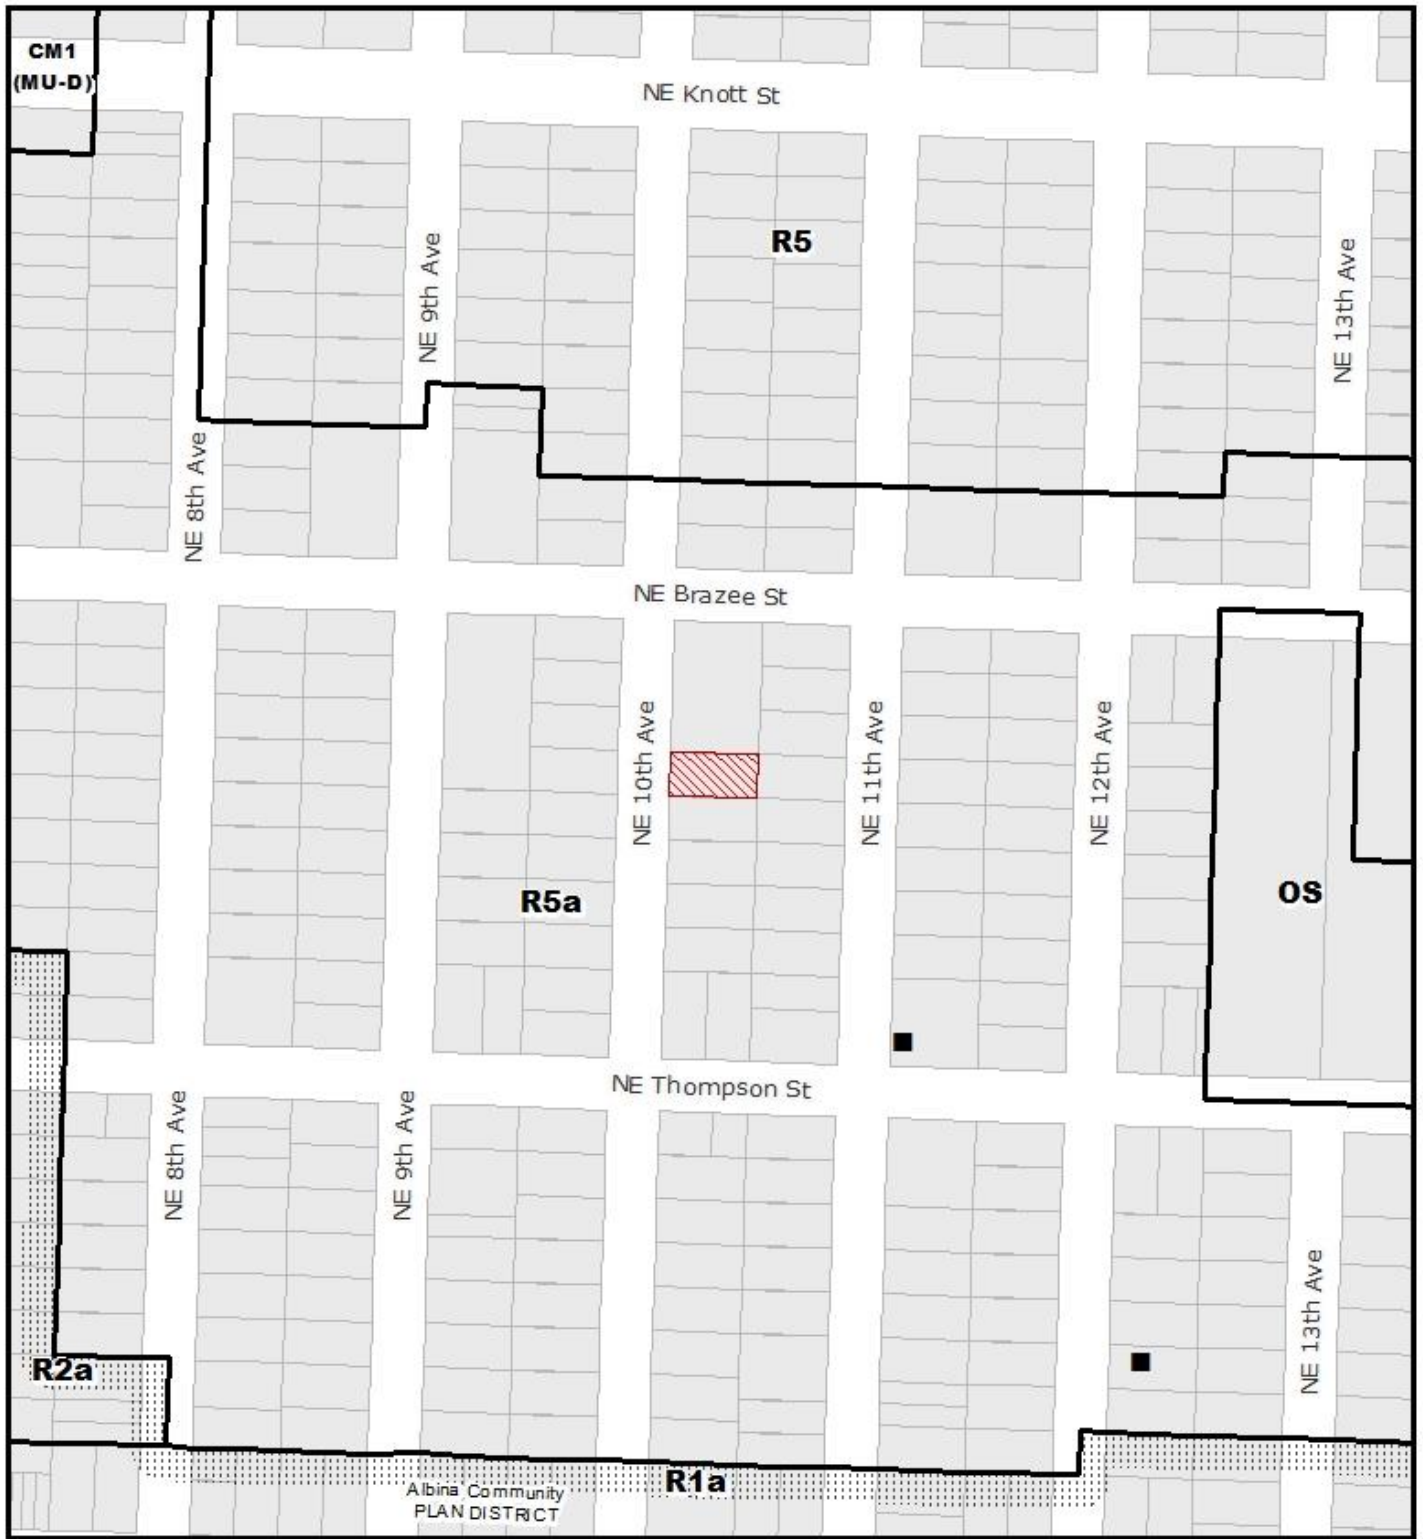 CM1
(MU-D)
NE Knott St
R5
NE 9th Ave
NE 13th Ave
NE 8th Ave
NE Brazee St
NE 10th Ave
NE 11th Ave
NE 12th Ave
R5a
OS
NE Thompson St
NE 8th Ave
NE 9th Ave
NE 13th Ave
R2a
R1a
Albina Community
PLAN DISTRICT